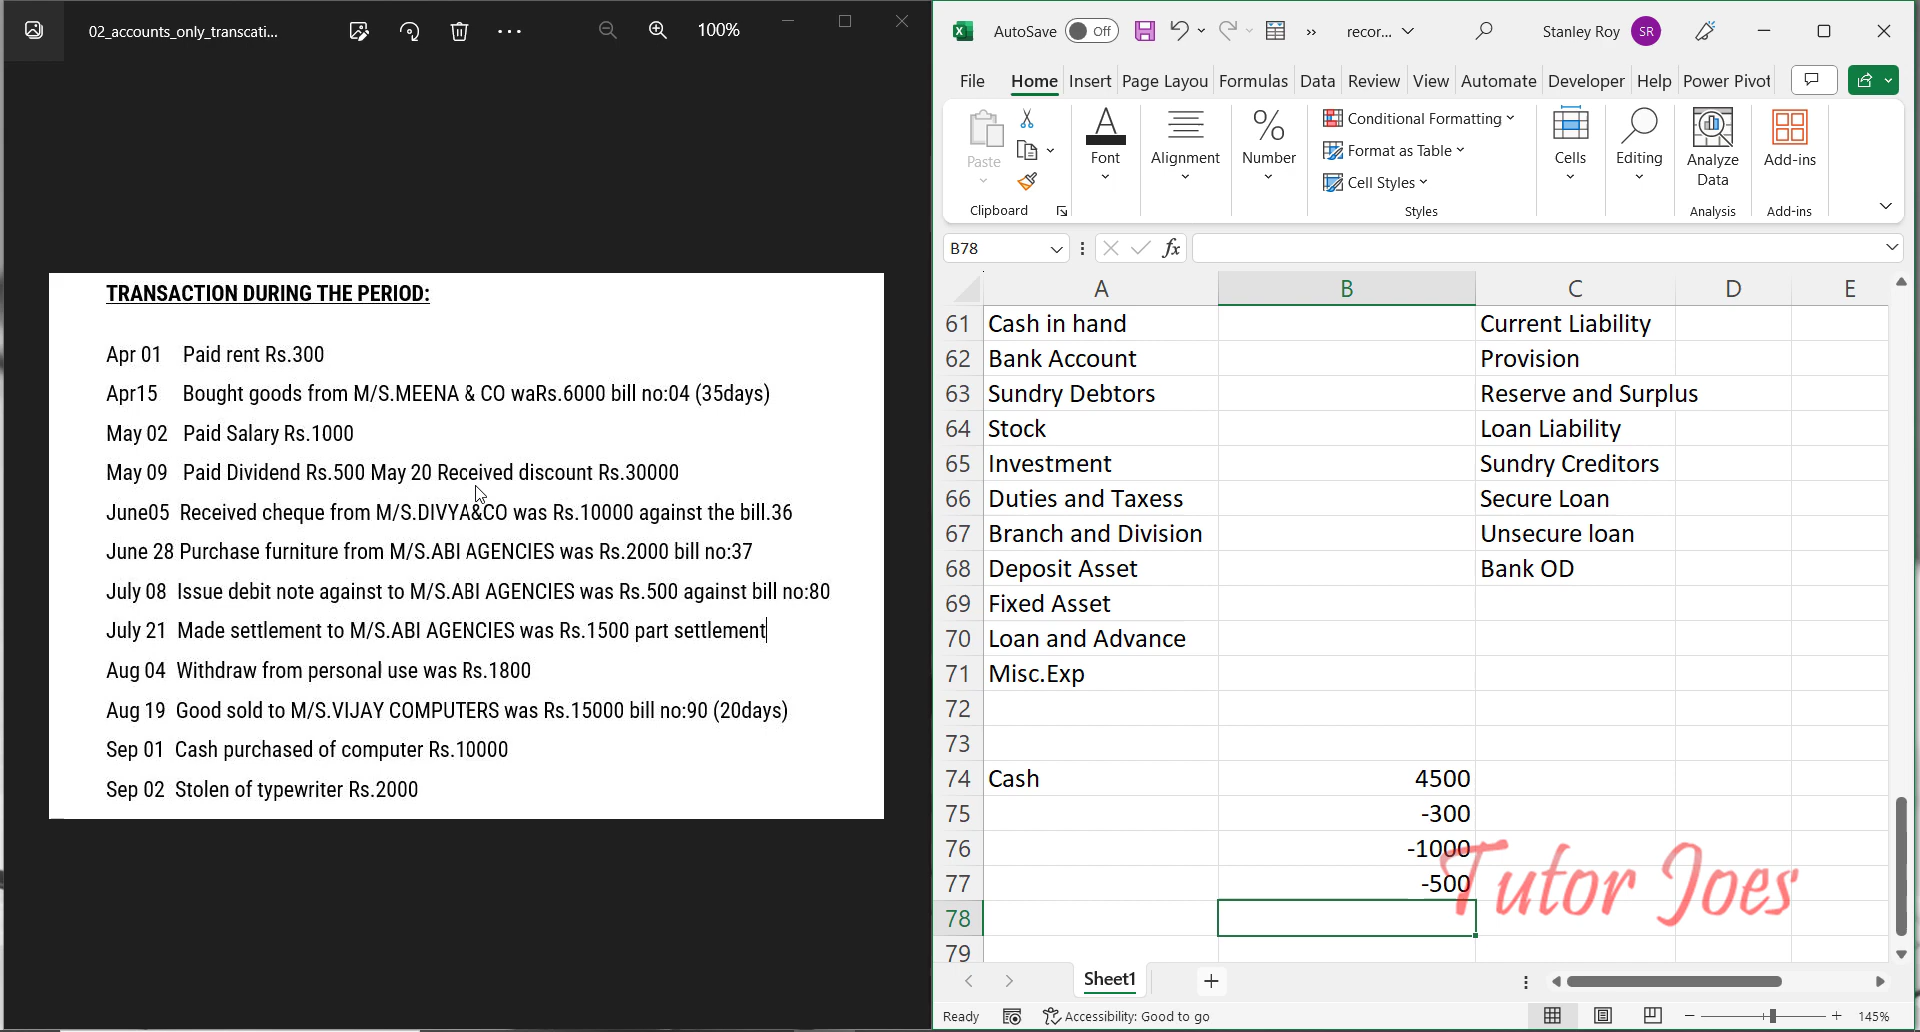 02_accounts_only_transcati...
100%
TRANSACTION DURING THE PERIOD:
Apr 01 Paid rent Rs.300
Apr15 Bought goods from M/S.MEENA & CO waRs.6000 bill no:04 (35days)
May 02 Paid Salary Rs.1000
May 09 Paid Dividend Rs.500 May 20 Received discount Rs.30000
June05 Received cheque from M/S.DIVYA&CO was Rs.10000 against the bill.36
June 28 Purchase furniture from M/S.ABI AGENCIES was Rs.2000 bill no:37
July 08 Issue debit note against to M/S.ABI AGENCIES was Rs.500 against bill no:80
July 21 Made settlement to M/S.ABI AGENCIES was Rs.1500 part settlement
Aug 04 Withdraw from personal use was Rs.1800
Aug 19 Good sold to M/S.VIJAY COMPUTERS was Rs.15000 bill no:90 (20days)
Sep 01 Cash purchased of computer Rs.10000
Sep 02 Stolen of typewriter Rs.2000
AutoSave Off recor... Stanley Roy SR
File Home Insert Page Layou Formulas Data Review View Automate Developer Help Power Pivot
Paste Font Alignment Number Conditional Formatting Format as Table Cell Styles Cells Editing Analyze Data Add-ins
Clipboard Styles Analysis Add-ins
B78 fx
A B C D E
61 Cash in hand Current Liability
62 Bank Account Provision
63 Sundry Debtors Reserve and Surplus
64 Stock Loan Liability
65 Investment Sundry Creditors
66 Duties and Taxess Secure Loan
67 Branch and Division Unsecure loan
68 Deposit Asset Bank OD
69 Fixed Asset
70 Loan and Advance
71 Misc.Exp
72
73
74 Cash 4500
75 -300
76 -1000
77 -500
78
79
Tutor Joes
Sheet1
Ready Accessibility: Good to go 145%